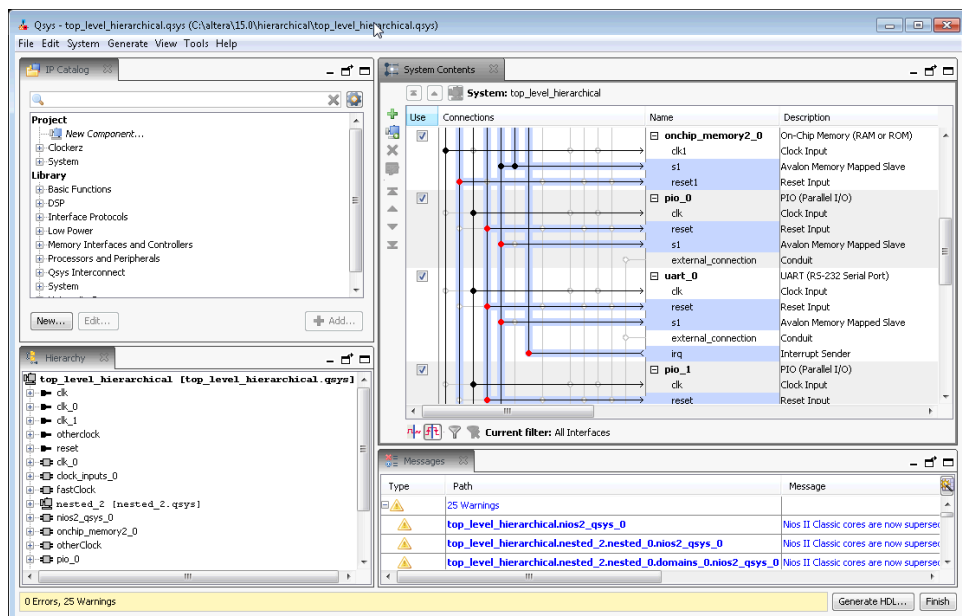 Qsys - top_level_hierarchical.qsys (C:\altera\15.0\hierarchical\top_level_hierarchical.qsys)
File Edit System Generate View Tools Help
IP Catalog
Project
New Component...
Clockerz
System
Library
Basic Functions
DSP
Interface Protocols
Low Power
Memory Interfaces and Controllers
Processors and Peripherals
Qsys Interconnect
System
New... Edit... Add...
Hierarchy
top_level_hierarchical [top_level_hierarchical.qsys]
clk
clk_0
clk_1
otherclock
reset
clk_0
clock_inputs_0
fastClock
nested_2 [nested_2.qsys]
nios2_qsys_0
onchip_memory2_0
otherClock
pio_0
System Contents
System: top_level_hierarchical
Use Connections Name Description
onchip_memory2_0 On-Chip Memory (RAM or ROM)
clk1 Clock Input
s1 Avalon Memory Mapped Slave
reset1 Reset Input
pio_0 PIO (Parallel I/O)
clk Clock Input
reset Reset Input
s1 Avalon Memory Mapped Slave
external_connection Conduit
uart_0 UART (RS-232 Serial Port)
clk Clock Input
reset Reset Input
s1 Avalon Memory Mapped Slave
external_connection Conduit
irq Interrupt Sender
pio_1 PIO (Parallel I/O)
clk Clock Input
reset Reset Input
Current filter: All Interfaces
Messages
Type Path Message
25 Warnings
top_level_hierarchical.nios2_qsys_0 Nios II Classic cores are now supersed
top_level_hierarchical.nested_2.nested_0.nios2_qsys_0 Nios II Classic cores are now supersed
top_level_hierarchical.nested_2.nested_0.domains_0.nios2_qsys_0 Nios II Classic cores are now supersed
0 Errors, 25 Warnings
Generate HDL... Finish